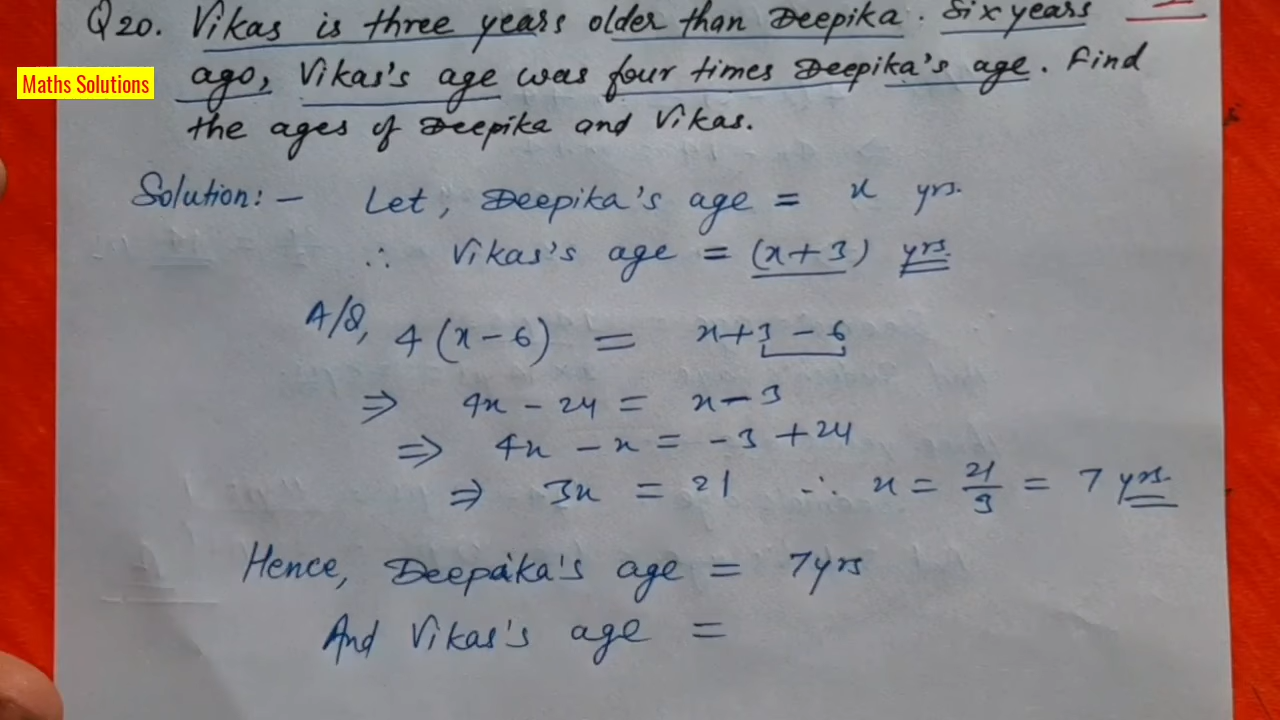 Q20. Vikas is three years older than Deepika. Six years
ago, Vikas's age was four times Deepika's age. Find
the ages of Deepika and Vikas.
Maths Solutions
Solution:- Let, Deepika's age = x yrs.
∴ Vikas's age = (x+3) yrs.
A/Q, 4(x-6) = x+3-6
⇒ 4x - 24 = x-3
⇒ 4x - x = -3 +24
⇒ 3x = 21 ∴ x = 21/3 = 7 yrs.
Hence, Deepika's age = 7yrs
And Vikas's age =